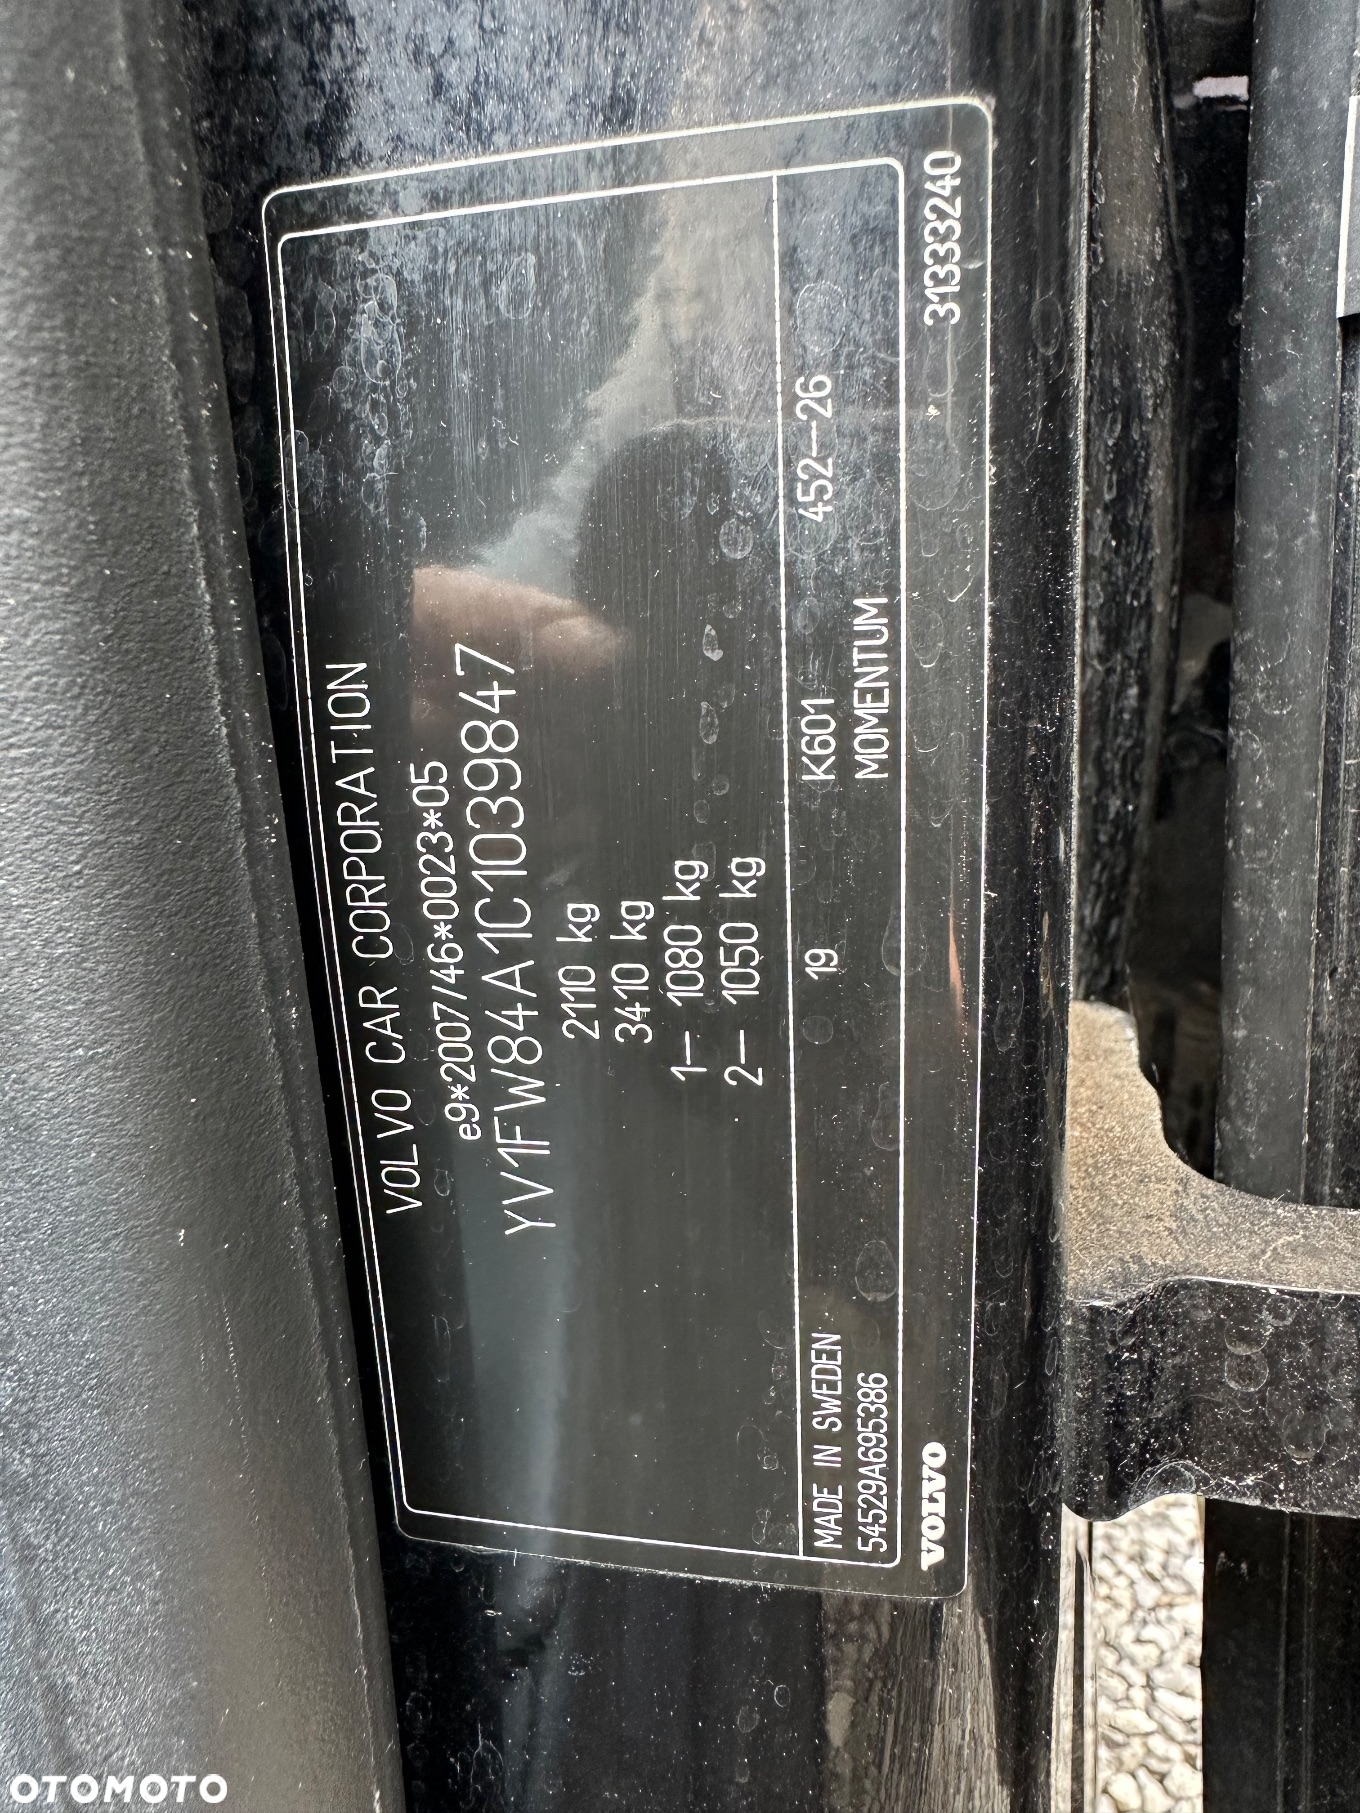 VOLVO CAR CORPORATION
e9*2007/46*0023*05
YV1FW84A1C1039847
2110 kg
3410 kg
1— 1080 kg
2— 1050 kg
MADE IN SWEDEN 19 K601 452—26
54529A695386 MOMENTUM
VOLVO 31333240
OTOMOTO